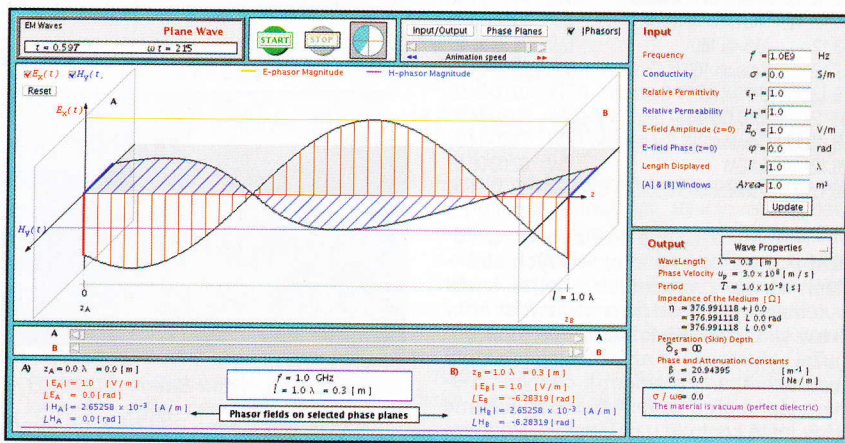 EM Waves
Plane Wave
t = 0.597 ωt = 215
START
STOP
Input/Output Phase Planes
|Phasors|
Animation speed
Ex(t) Hy(t,
E-phasor Magnitude H-phasor Magnitude
Reset
Ex(t)
A
B
z
Hy(t)
0
l = 1.0 λ
zA
zB
A
A
B
B
A) zA = 0.0 λ = 0.0 [ m ]
|EA| = 1.0 [ V / m ]
∠EA = 0.0 [ rad ]
|HA| = 2.65258 x 10⁻³ [ A / m ]
∠HA = 0.0 [ rad ]
f = 1.0 GHz
l = 1.0 λ = 0.3 [ m ]
Phasor fields on selected phase planes
B) zB = 1.0 λ = 0.3 [ m ]
|EB| = 1.0 [ V / m ]
∠EB = -6.28319 [ rad ]
|HB| = 2.65258 x 10⁻³ [ A / m ]
∠HB = -6.28319 [ rad ]
Input
Frequency f = 1.0E9 Hz
Conductivity σ = 0.0 S/m
Relative Permittivity εr = 1.0
Relative Permeability μr = 1.0
E-field Amplitude (z=0) Eo = 1.0 V/m
E-field Phase (z=0) φ = 0.0 rad
Length Displayed l = 1.0 λ
[A] & [B] Windows Area= 1.0 m²
Update
Output
Wave Properties
WaveLength λ = 0.3 [ m ]
Phase Velocity up = 3.0 x 10⁸ [ m / s ]
Period T = 1.0 x 10⁻⁹ [ s ]
Impedance of the Medium [ Ω ]
η = 376.991118 + j 0.0
= 376.991118 ∠ 0.0 rad
= 376.991118 ∠ 0.0 °
Penetration (Skin) Depth
δs = ∞
Phase and Attenuation Constants
β = 20.94395 [ m⁻¹ ]
α = 0.0 [ Ne / m ]
σ / ωε = 0.0
The material is vacuum (perfect dielectric)